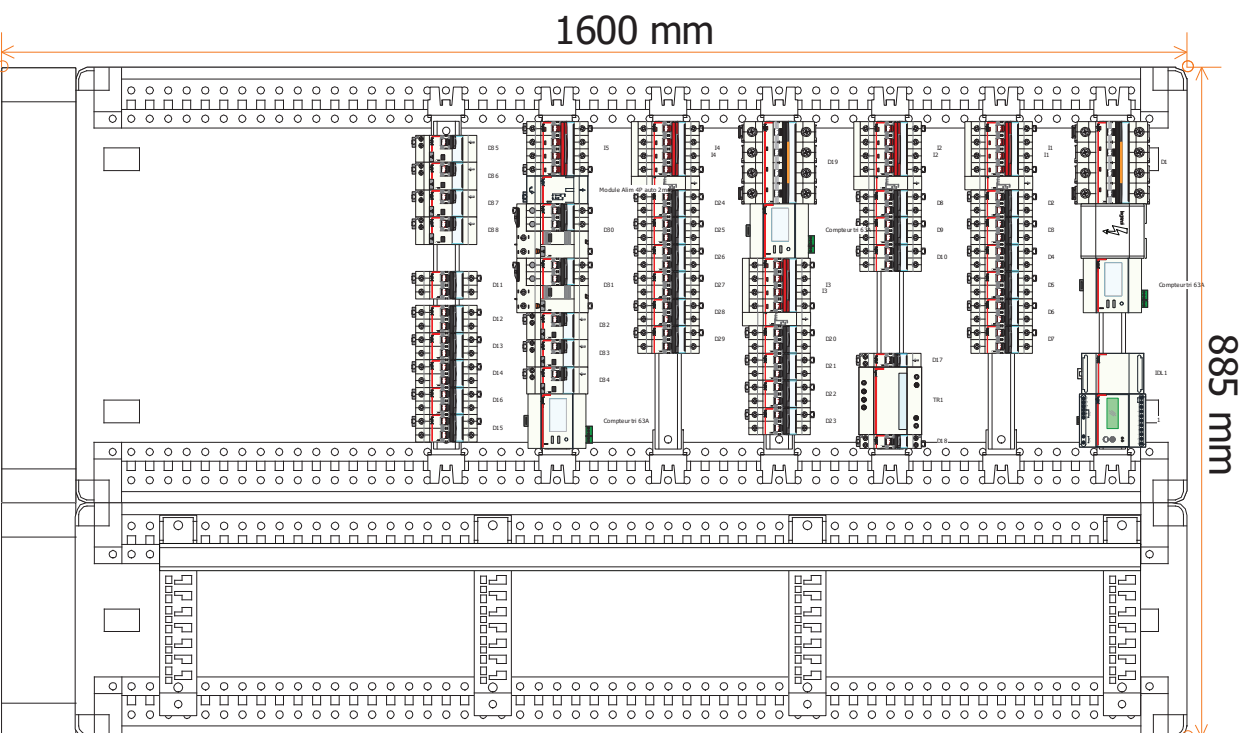 1600 mm
885 mm
D35
D36
D37
D38
D11
D12
D13
D14
D16
D15
I5
Module Alim 4P auto 2m
D30
D31
D32
D33
D34
Compteur tri 63A
I4
I4
D24
D25
D26
D27
D28
D29
D19
Compteur tri 63A
I3
I3
D20
D21
D22
D23
I2
I2
D8
D9
D10
D17
TR1
D18
I1
I1
D2
D3
D4
D5
D6
D7
D1
Compteur tri 63A
IDL1